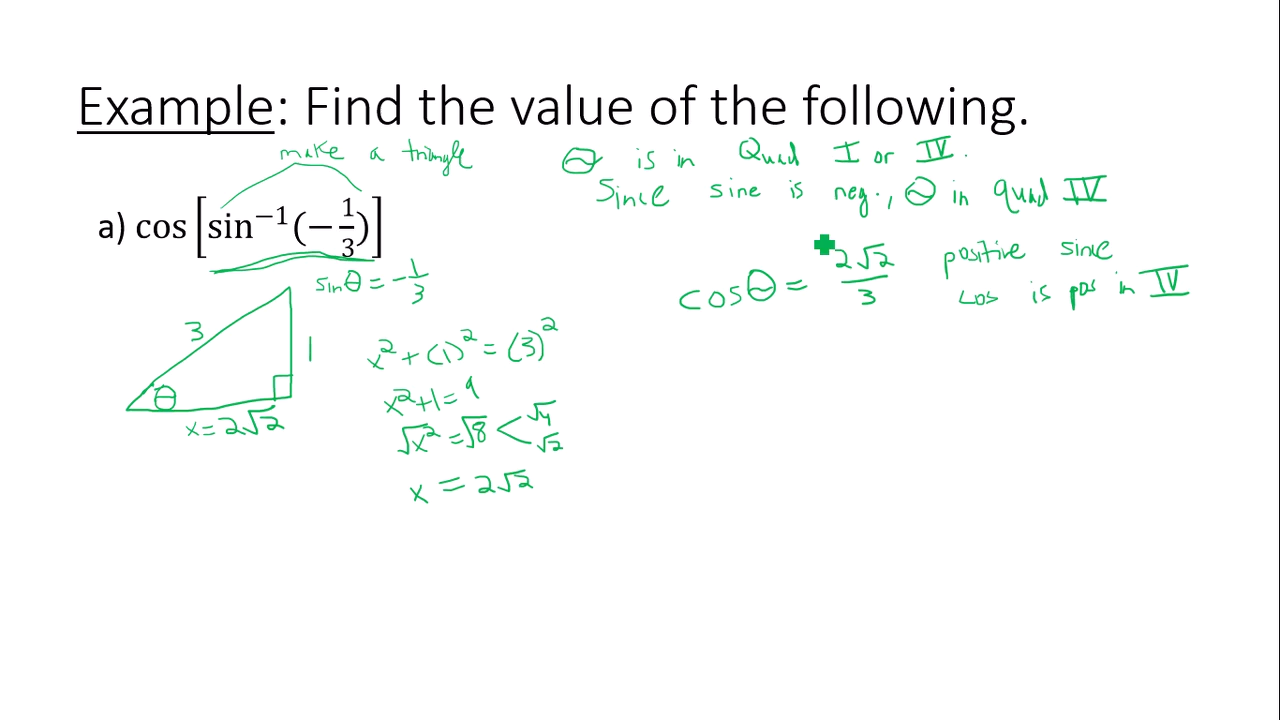 Example: Find the value of the following.
make a triangle
θ is in Quad I or IV.
Since sine is neg., θ in quad IV
a) cos [sin⁻¹(−1/3)]
sin θ = −1/3
cos θ = + 2√2/3
positive since
cos is pos in IV
3
1
θ
x = 2√2
x² + (1)² = (3)²
x² + 1 = 9
√x² = √8 < √4 √2
x = 2√2